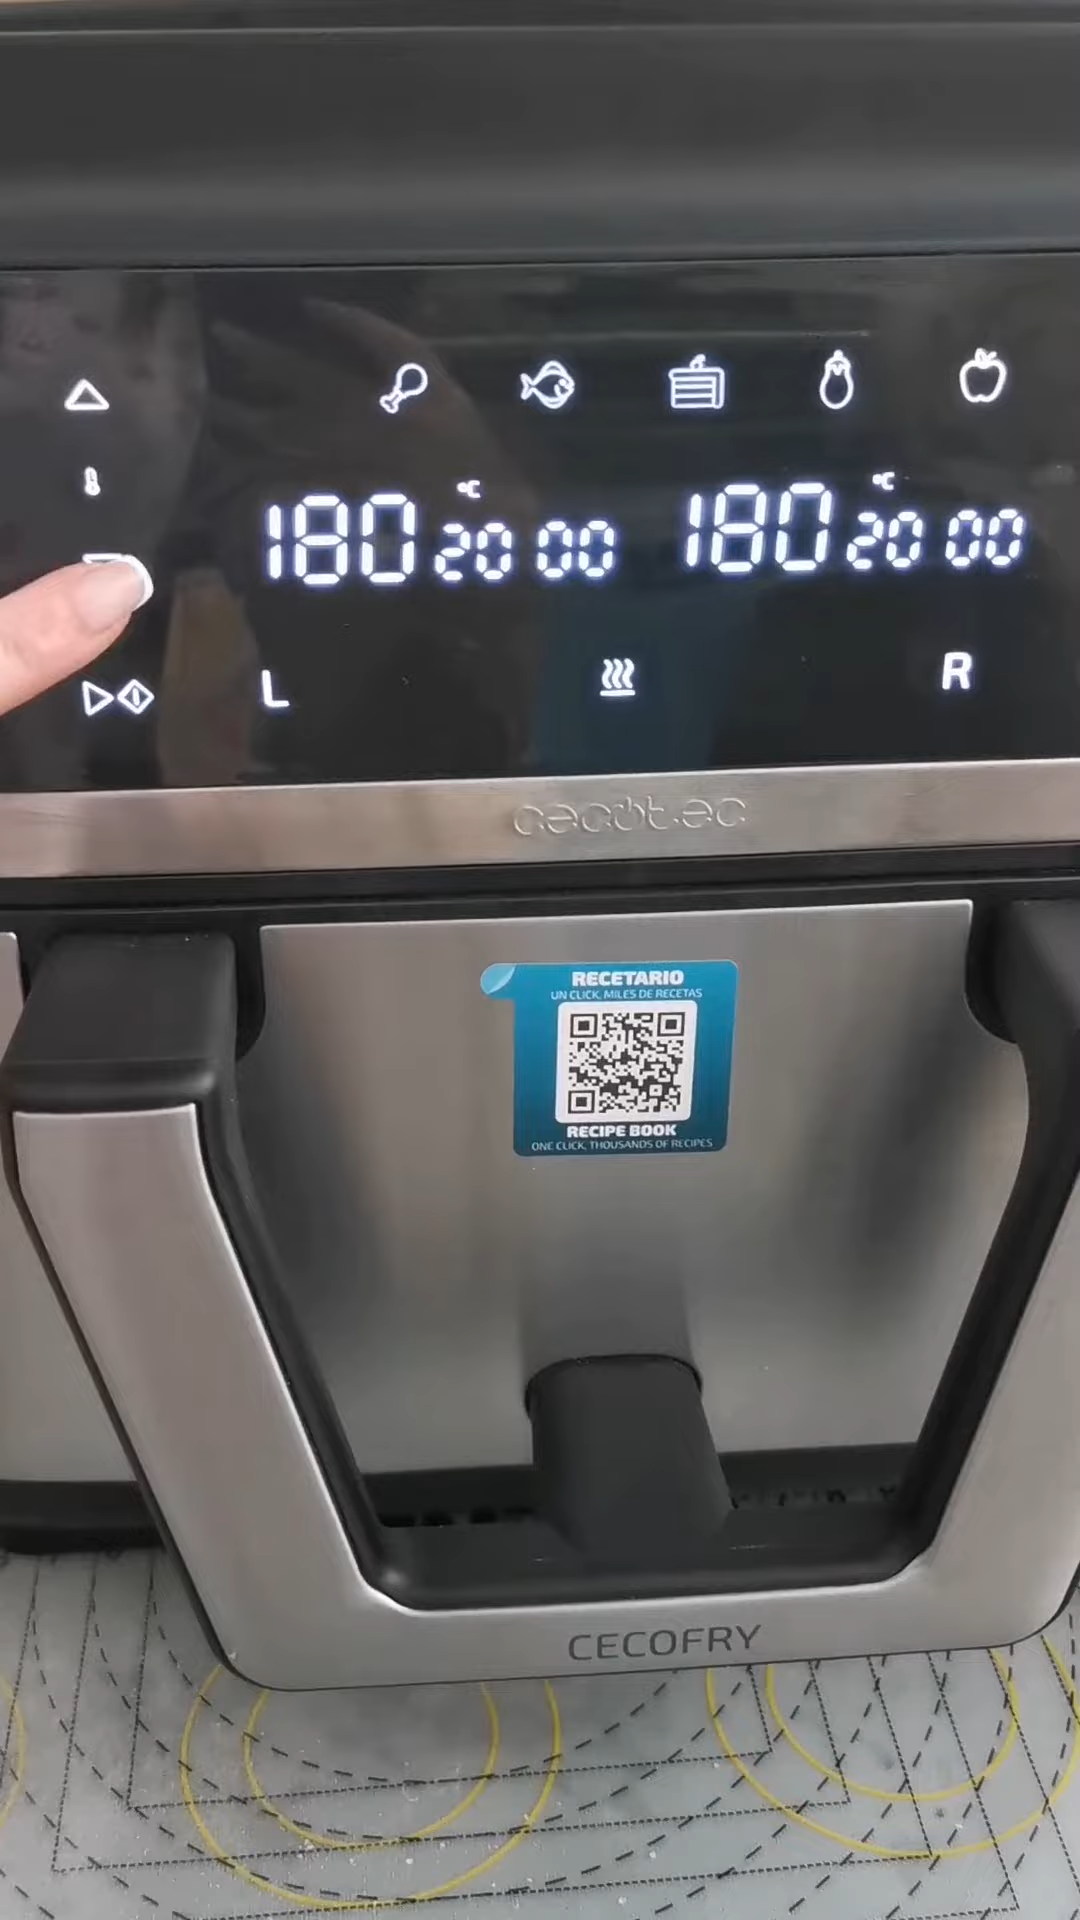 °C °C
180 20 00 180 20 00
L R
cecotec
RECETARIO
UN CLICK, MILES DE RECETAS
RECIPE BOOK
ONE CLICK, THOUSANDS OF RECIPES
CECOFRY